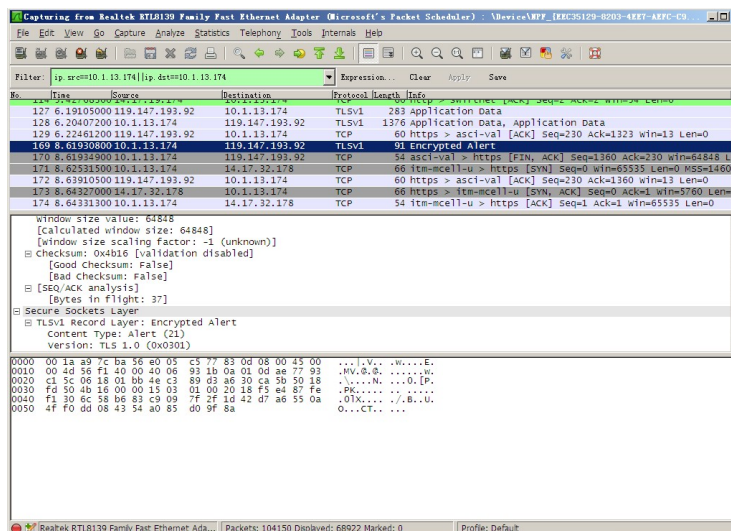 Capturing from Realtek RTL8139 Family Fast Ethernet Adapter (Microsoft's Packet Scheduler) : \Device\NPF_{EEC35129-8203-4EE7-AEFC-C9...
File Edit View Go Capture Analyze Statistics Telephony Tools Internals Help
Filter: ip.src==10.1.13.174||ip.dst==10.1.13.174 Expression... Clear Apply Save
No. Time Source Destination Protocol Length Info
127 6.19105000 119.147.193.92 10.1.13.174 TLSv1 283 Application Data
128 6.20407200 10.1.13.174 119.147.193.92 TLSv1 1376 Application Data, Application Data
129 6.22461200 119.147.193.92 10.1.13.174 TCP 60 https > asci-val [ACK] Seq=230 Ack=1323 Win=13 Len=0
169 8.61930800 10.1.13.174 119.147.193.92 TLSv1 91 Encrypted Alert
170 8.61934900 10.1.13.174 119.147.193.92 TCP 54 asci-val > https [FIN, ACK] Seq=1360 Ack=230 Win=64848 L
171 8.62531500 10.1.13.174 14.17.32.178 TCP 66 itm-mcell-u > https [SYN] Seq=0 Win=65535 Len=0 MSS=1460
172 8.63910500 119.147.193.92 10.1.13.174 TCP 60 https > asci-val [ACK] Seq=230 Ack=1360 Win=13 Len=0
173 8.64327000 14.17.32.178 10.1.13.174 TCP 66 https > itm-mcell-u [SYN, ACK] Seq=0 Ack=1 Win=5760 Len=
174 8.64331300 10.1.13.174 14.17.32.178 TCP 54 itm-mcell-u > https [ACK] Seq=1 Ack=1 Win=65535 Len=0
Window size value: 64848
[Calculated window size: 64848]
[Window size scaling factor: -1 (unknown)]
Checksum: 0x4b16 [validation disabled]
[Good Checksum: False]
[Bad Checksum: False]
[SEQ/ACK analysis]
[Bytes in flight: 37]
Secure Sockets Layer
TLSv1 Record Layer: Encrypted Alert
Content Type: Alert (21)
Version: TLS 1.0 (0x0301)
0000 00 1a a9 7c ba 56 e0 05 c5 77 83 0d 08 00 45 00 ...|.V.. .w....E.
0010 00 4d 56 f1 40 00 40 06 93 1b 0a 01 0d ae 77 93 .MV.@.@. ......w.
0020 c1 5c 06 18 01 bb 4e c3 89 d3 a6 30 ca 5b 50 18 .\....N. ...0.[P.
0030 fd 50 4b 16 00 00 15 03 01 00 20 18 f5 e4 87 fe .PK..... .. .....
0040 f1 30 6c 58 b6 83 c9 09 7f 2f 1d 42 d7 a6 55 0a .0lX.... ./.B..U.
0050 4f f0 dd 08 43 54 a0 85 d0 9f 8a O...CT.. ...
Realtek RTL8139 Family Fast Ethernet Ada... Packets: 104150 Displayed: 68922 Marked: 0 Profile: Default